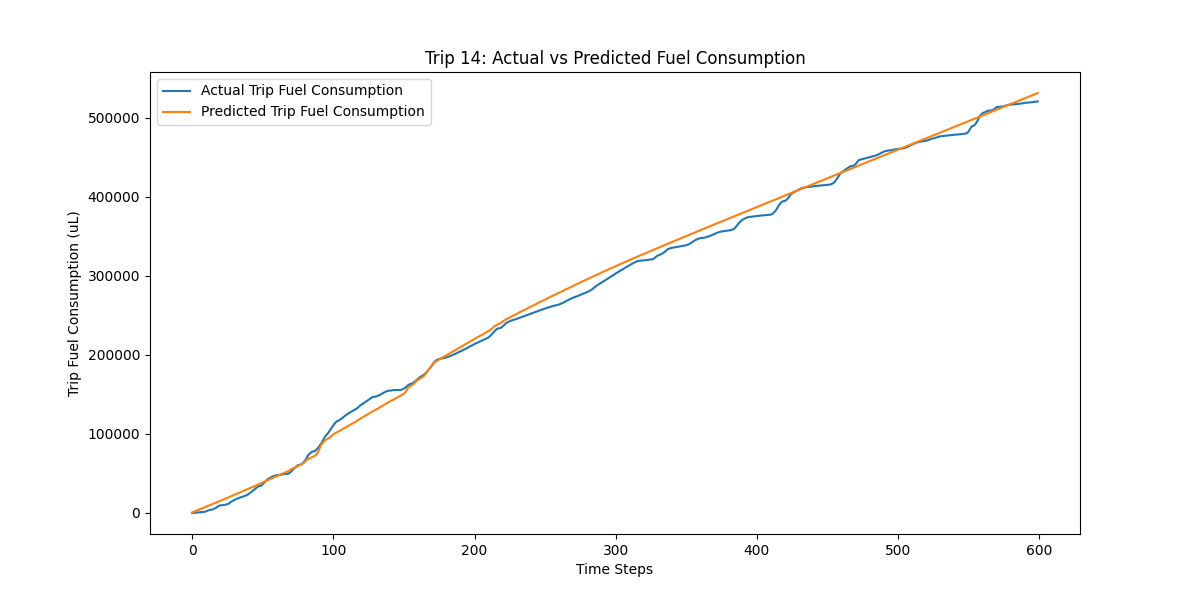 Trip 14: Actual vs Predicted Fuel Consumption
Actual Trip Fuel Consumption
Predicted Trip Fuel Consumption
Trip Fuel Consumption (uL)
500000
400000
300000
200000
100000
0
0 100 200 300 400 500 600
Time Steps